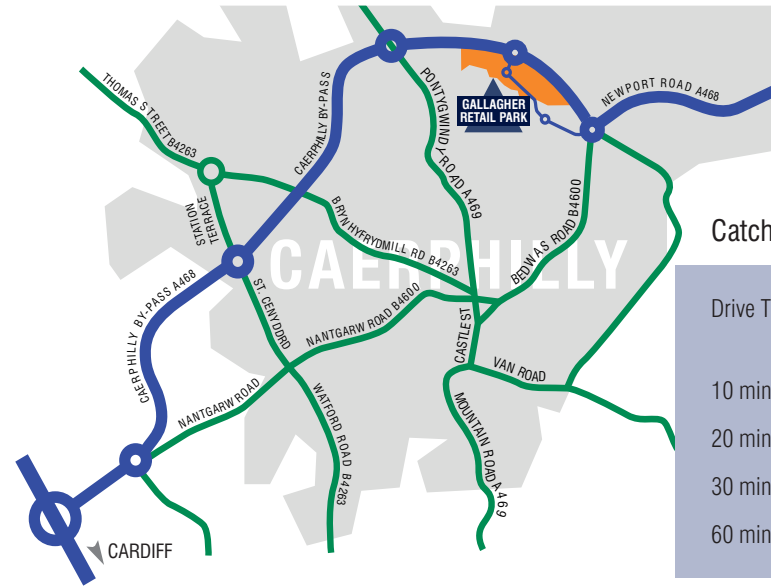 THOMAS STREET B4263
CAERPHILLY BY-PASS
PONTYGWINDY ROAD A469
GALLAGHER
RETAIL PARK
NEWPORT ROAD A468
STATION
TERRACE
BRYNHYFRYDMILL RD B4263
BEDWAS ROAD B4600
CAERPHILLY
Catch
CAERPHILLY BY-PASS A468
ST. CENYDDRD
NANTGARW ROAD B4600
CASTLE ST
Drive T
VAN ROAD
NANTGARW ROAD
WATFORD ROAD B4263
MOUNTAIN ROAD A469
10 min
20 min
30 min
60 min
CARDIFF